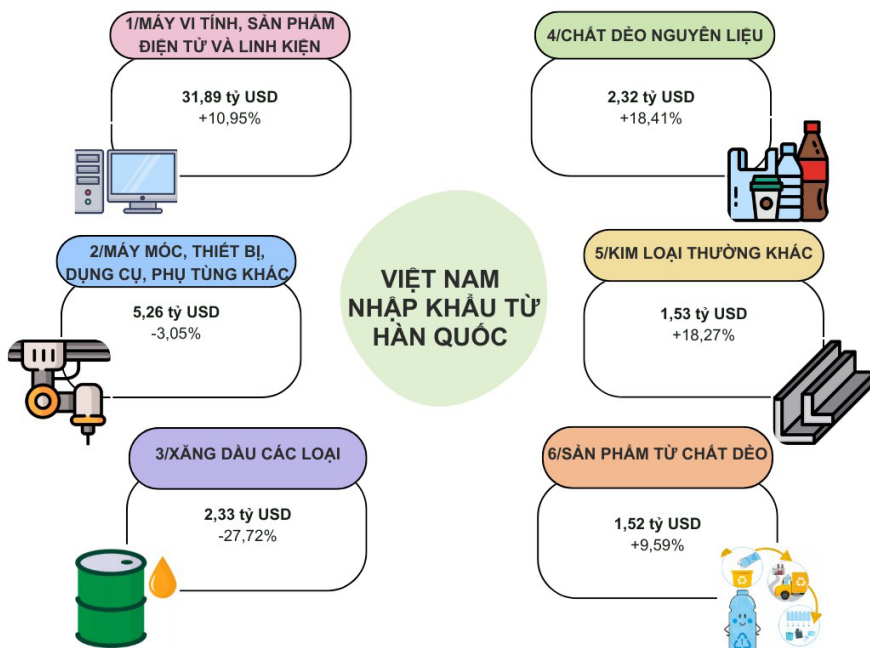 1/MÁY VI TÍNH, SẢN PHẨM
ĐIỆN TỬ VÀ LINH KIỆN
31,89 tỷ USD
+10,95%
2/MÁY MÓC, THIẾT BỊ,
DỤNG CỤ, PHỤ TÙNG KHÁC
5,26 tỷ USD
-3,05%
3/XĂNG DẦU CÁC LOẠI
2,33 tỷ USD
-27,72%
VIỆT NAM
NHẬP KHẨU TỪ
HÀN QUỐC
4/CHẤT DẺO NGUYÊN LIỆU
2,32 tỷ USD
+18,41%
5/KIM LOẠI THƯỜNG KHÁC
1,53 tỷ USD
+18,27%
6/SẢN PHẨM TỪ CHẤT DẺO
1,52 tỷ USD
+9,59%